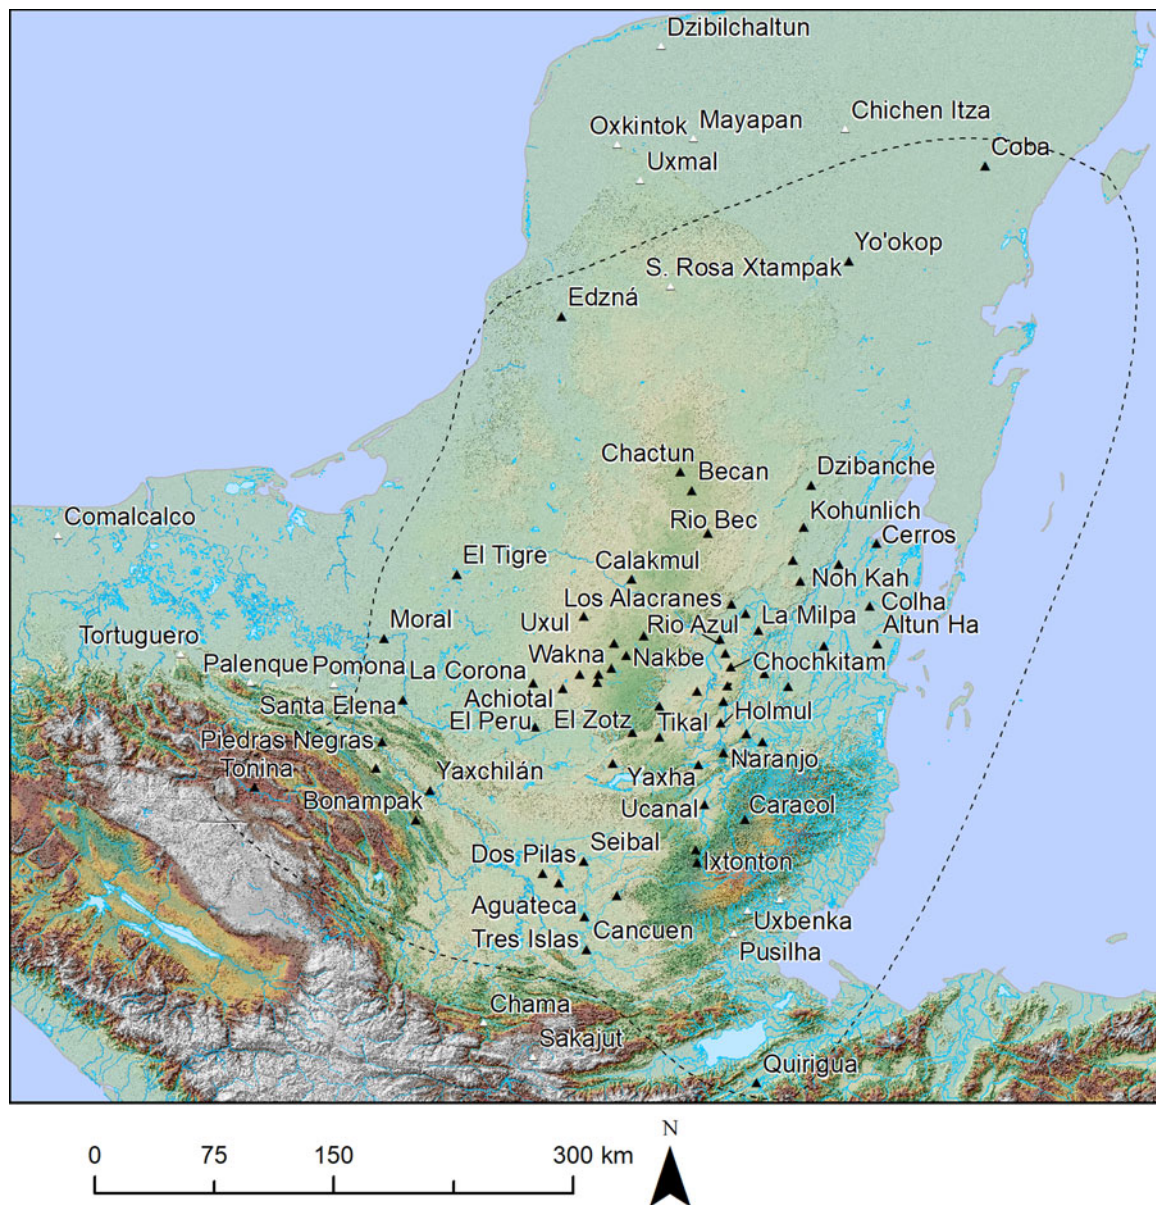 Dzibilchaltun
Chichen Itza
Oxkintok
Mayapan
Coba
Uxmal
Yo'okop
S. Rosa Xtampak
Edzná
Chactun
Becan
Dzibanche
Rio Bec
Kohunlich
Comalcalco
Cerros
El Tigre
Calakmul
Noh Kah
Los Alacranes
Colha
Uxul
Rio Azul
La Milpa
Altun Ha
Moral
Tortuguero
Palenque
Pomona
La Corona
Wakna
Nakbe
Chochkitam
Santa Elena
Achiotal
El Peru
El Zotz
Tikal
Holmul
Piedras Negras
Naranjo
Tonina
Yaxchilán
Yaxha
Bonampak
Ucanal
Caracol
Dos Pilas
Seibal
Ixtonton
Aguateca
Cancuen
Uxbenka
Tres Islas
Pusilha
Chama
Sakajut
Quirigua
N
0 75 150 300 km